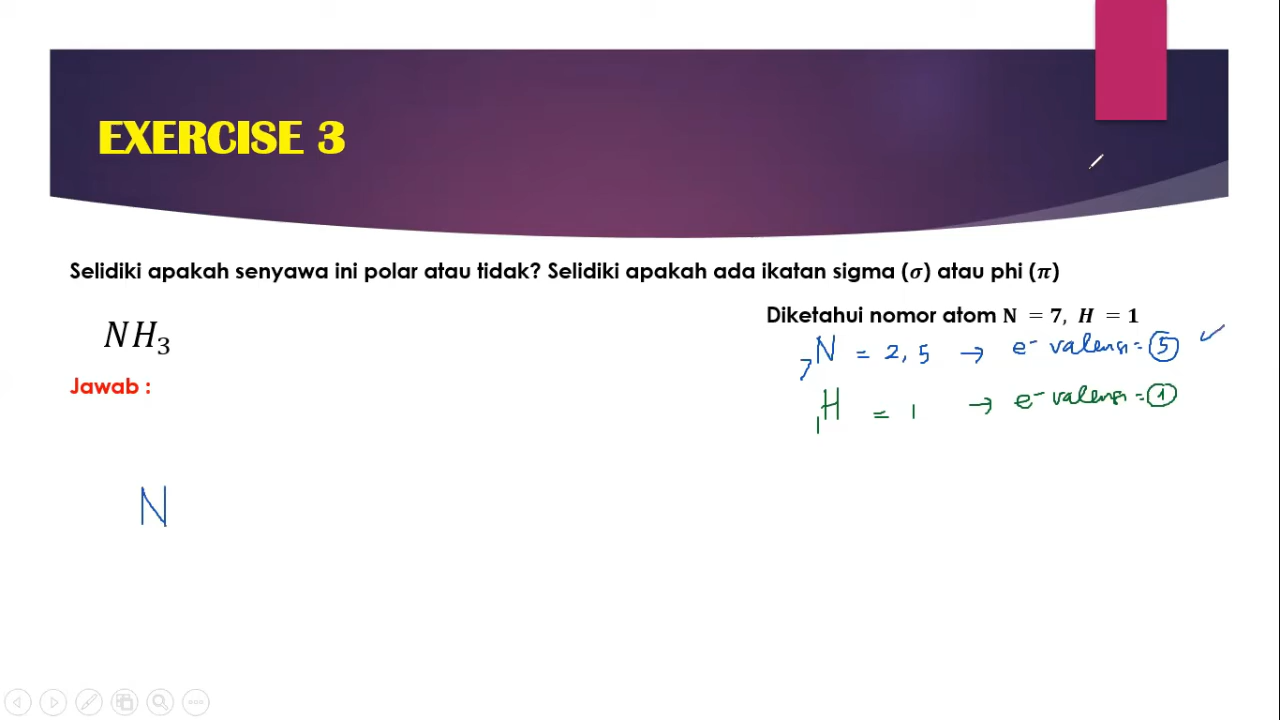 EXERCISE 3
Selidiki apakah senyawa ini polar atau tidak? Selidiki apakah ada ikatan sigma (σ) atau phi (π)
Diketahui nomor atom N = 7, H = 1
NH₃
₇N = 2, 5 → e⁻ valensi = 5 ✓
Jawab :
₁H = 1 → e⁻ valensi = 1
N